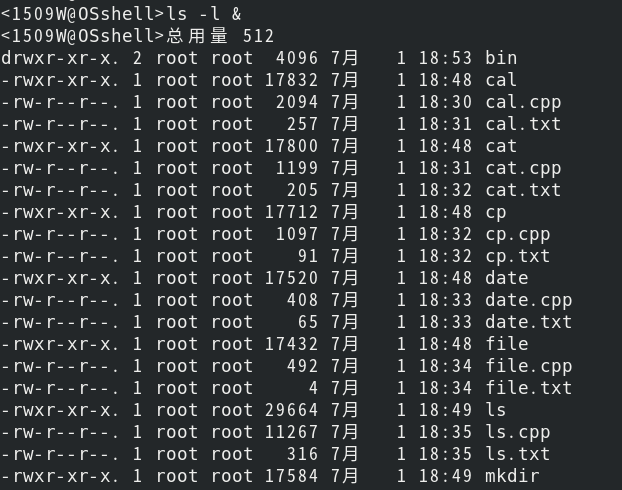 <1509W@OSshell>ls -l &
<1509W@OSshell>总用量 512
drwxr-xr-x. 2 root root  4096 7月   1 18:53 bin
-rwxr-xr-x. 1 root root 17832 7月   1 18:48 cal
-rw-r--r--. 1 root root  2094 7月   1 18:30 cal.cpp
-rw-r--r--. 1 root root   257 7月   1 18:31 cal.txt
-rwxr-xr-x. 1 root root 17800 7月   1 18:48 cat
-rw-r--r--. 1 root root  1199 7月   1 18:31 cat.cpp
-rw-r--r--. 1 root root   205 7月   1 18:32 cat.txt
-rwxr-xr-x. 1 root root 17712 7月   1 18:48 cp
-rw-r--r--. 1 root root  1097 7月   1 18:32 cp.cpp
-rw-r--r--. 1 root root    91 7月   1 18:32 cp.txt
-rwxr-xr-x. 1 root root 17520 7月   1 18:48 date
-rw-r--r--. 1 root root   408 7月   1 18:33 date.cpp
-rw-r--r--. 1 root root    65 7月   1 18:33 date.txt
-rwxr-xr-x. 1 root root 17432 7月   1 18:48 file
-rw-r--r--. 1 root root   492 7月   1 18:34 file.cpp
-rw-r--r--. 1 root root     4 7月   1 18:34 file.txt
-rwxr-xr-x. 1 root root 29664 7月   1 18:49 ls
-rw-r--r--. 1 root root 11267 7月   1 18:35 ls.cpp
-rw-r--r--. 1 root root   316 7月   1 18:35 ls.txt
-rwxr-xr-x. 1 root root 17584 7月   1 18:49 mkdir